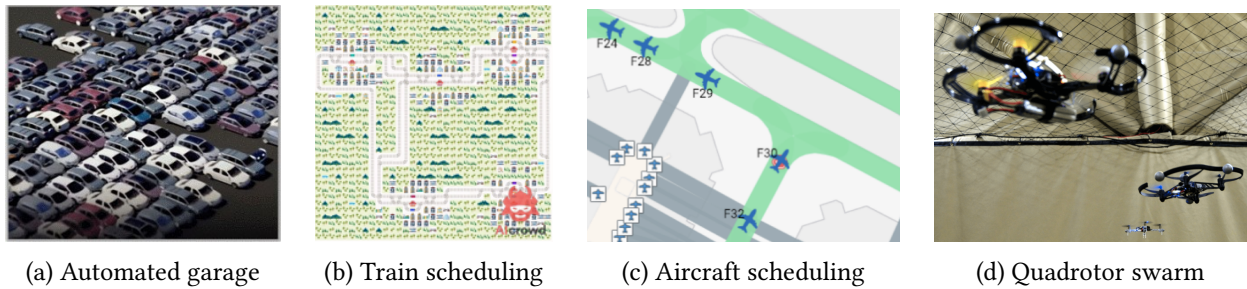 F24
F28
F29
F30
F32
AIcrowd
(a) Automated garage
(b) Train scheduling
(c) Aircraft scheduling
(d) Quadrotor swarm